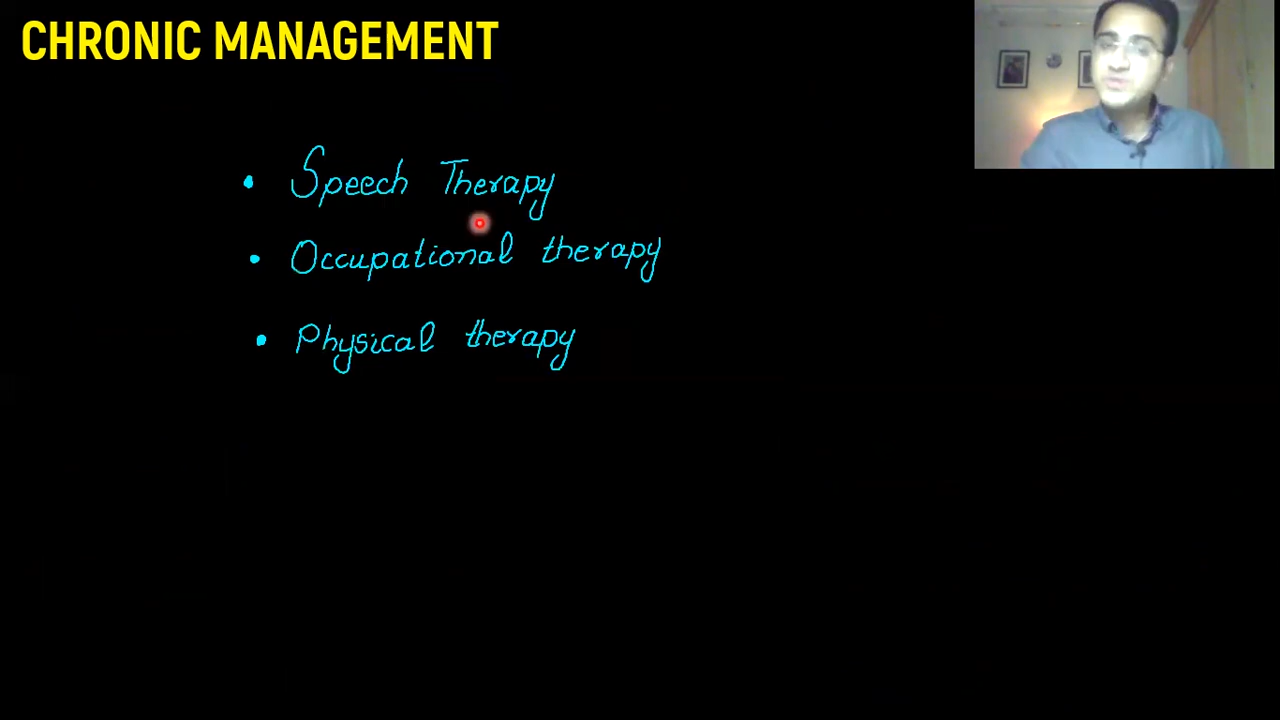 CHRONIC MANAGEMENT
• Speech Therapy
• Occupational therapy
• Physical therapy